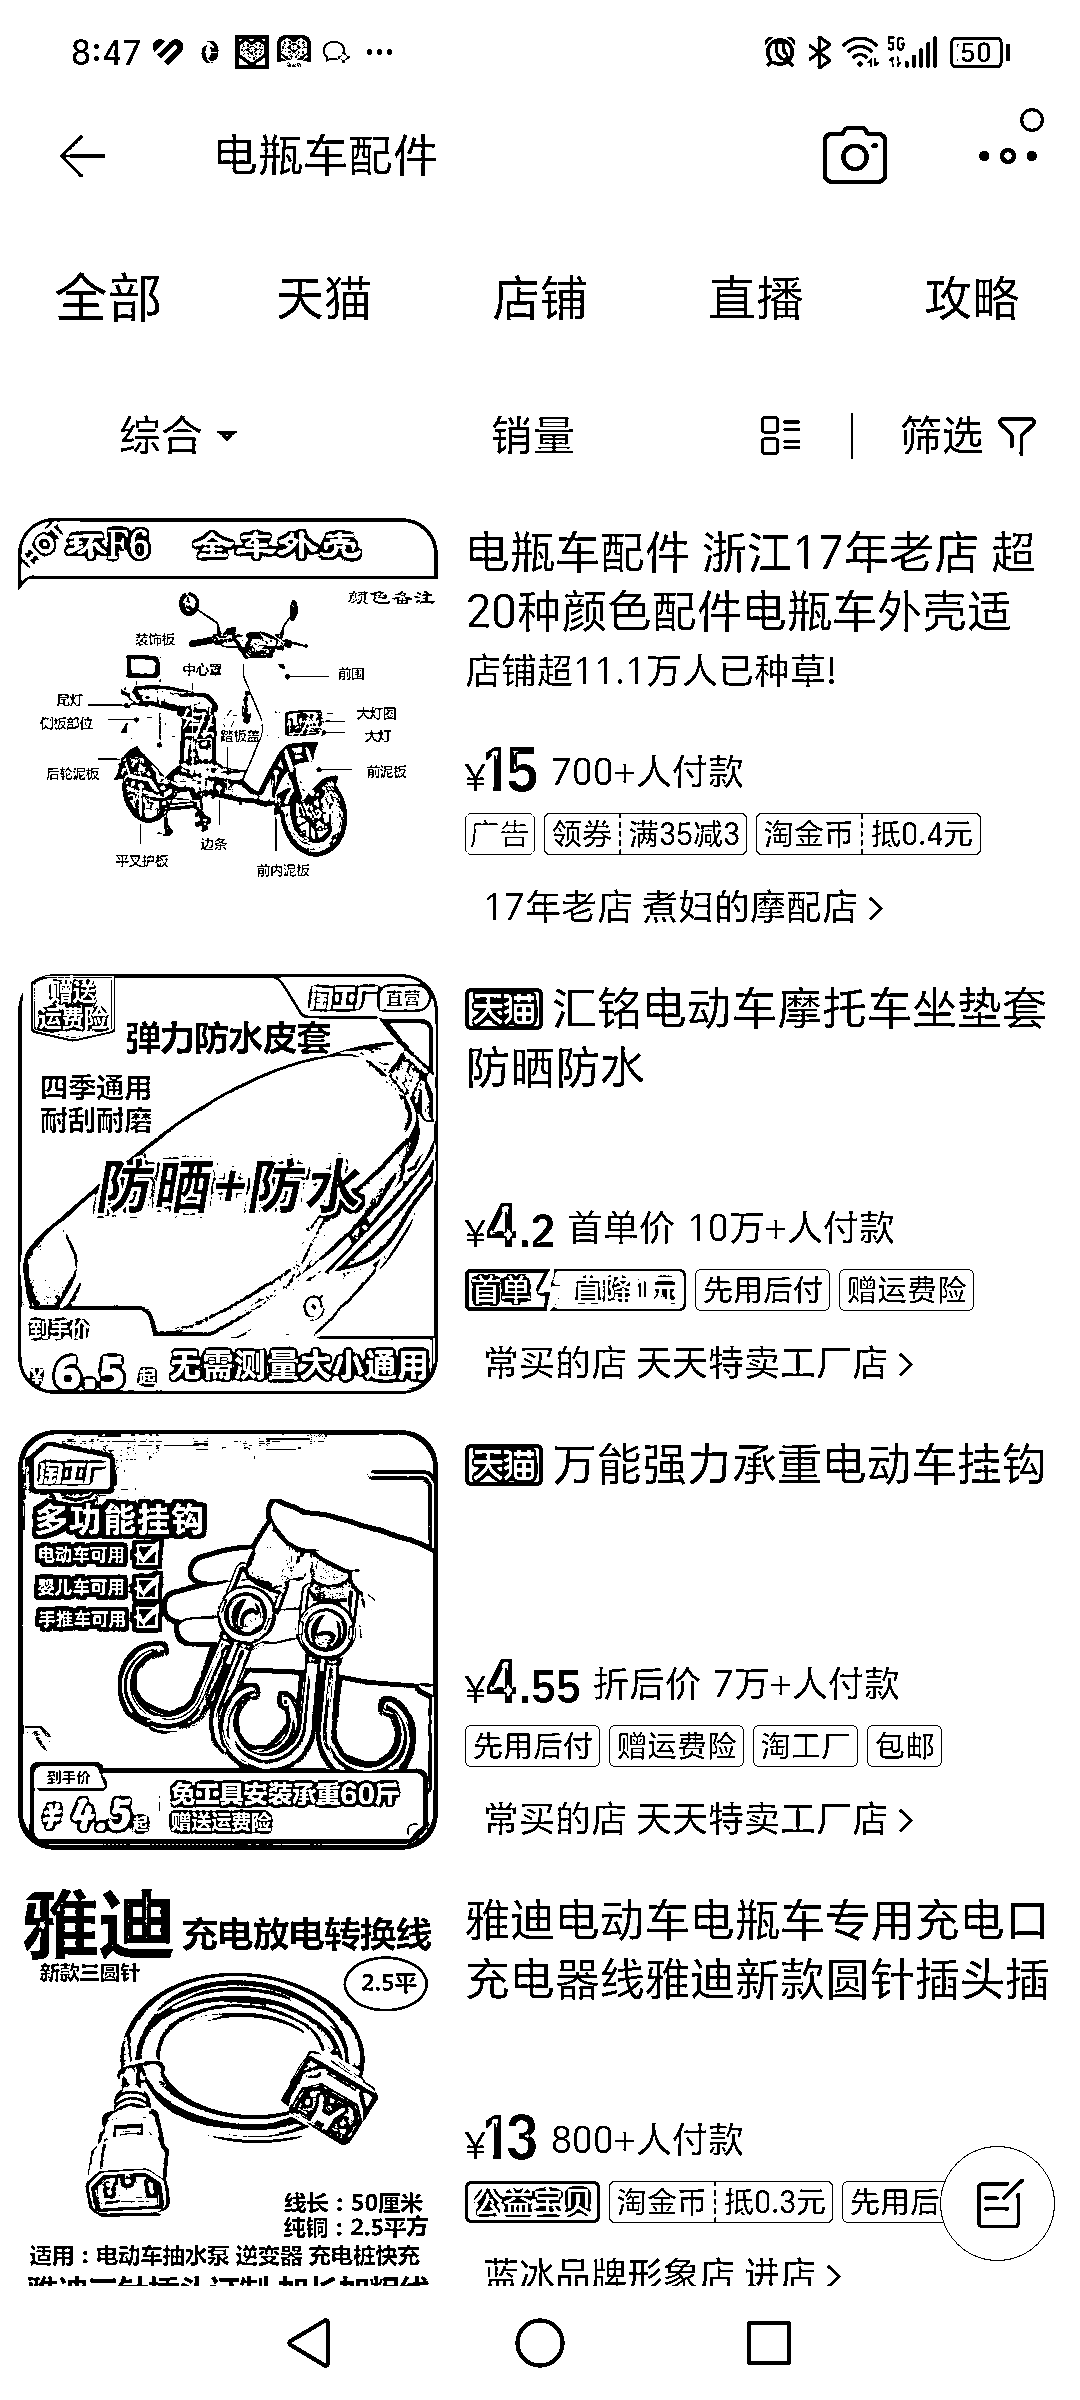 8:47
5G
50
电瓶车配件
全部 天猫 店铺 直播 攻略
综合 销量 筛选
HOT 环F6 全车外壳
颜色备注
装饰板
中心罩
前围
尾灯
大灯图
侧板部位
踏板盖
大灯
后轮泥板
前泥板
边条
平叉护板
前内泥板
电瓶车配件 浙江17年老店 超
20种颜色配件电瓶车外壳适
店铺超11.1万人已种草!
¥15 700+人付款
广告 领券 满35减3 淘金币 抵0.4元
17年老店 煮妇的摩配店 >
赠送
运费险
淘工厂 直营
弹力防水皮套
四季通用
耐刮耐磨
防晒+防水
到手价
¥6.5起 无需测量大小通用
天猫 汇铭电动车摩托车坐垫套
防晒防水
¥4.2 首单价 10万+人付款
首单 直降1元 先用后付 赠运费险
常买的店 天天特卖工厂店 >
淘工厂
多功能挂钩
电动车可用
婴儿车可用
手推车可用
到手价
¥4.5起
免工具安装承重60斤
赠送运费险
天猫 万能强力承重电动车挂钩
¥4.55 折后价 7万+人付款
先用后付 赠运费险 淘工厂 包邮
常买的店 天天特卖工厂店 >
雅迪 充电放电转换线
新款三圆针
2.5平
线长：50厘米
纯铜：2.5平方
适用：电动车抽水泵 逆变器 充电桩快充
雅迪电动车电瓶车专用充电口
充电器线雅迪新款圆针插头插
¥13 800+人付款
公益宝贝 淘金币 抵0.3元 先用后
蓝冰品牌形象店 进店 >